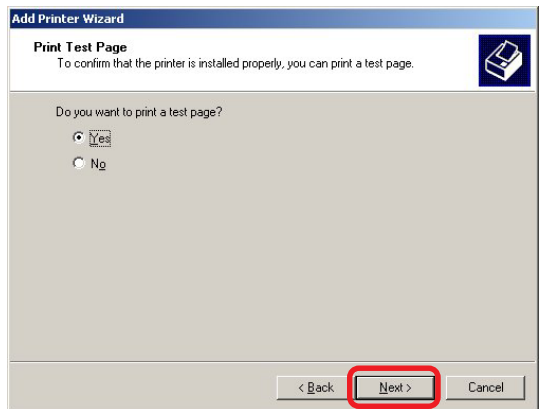 Add Printer Wizard
Print Test Page
To confirm that the printer is installed properly, you can print a test page.
Do you want to print a test page?
Yes
No
< Back
Next >
Cancel